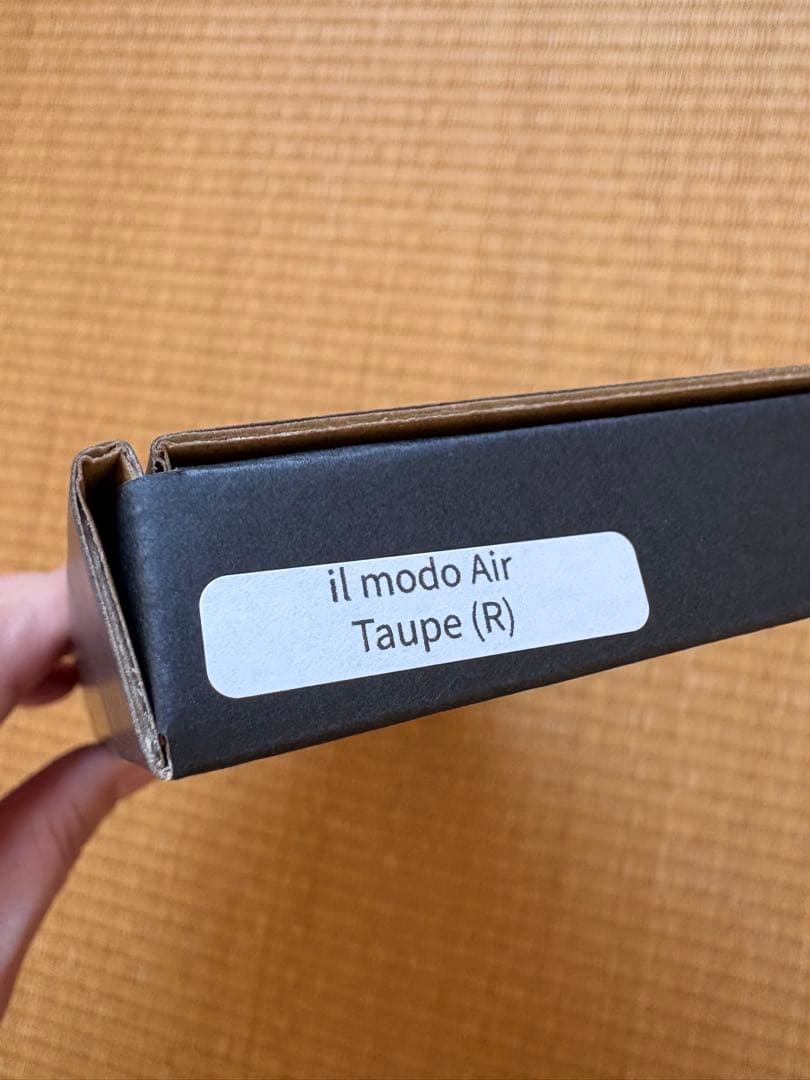 il modo Air
Taupe (R)